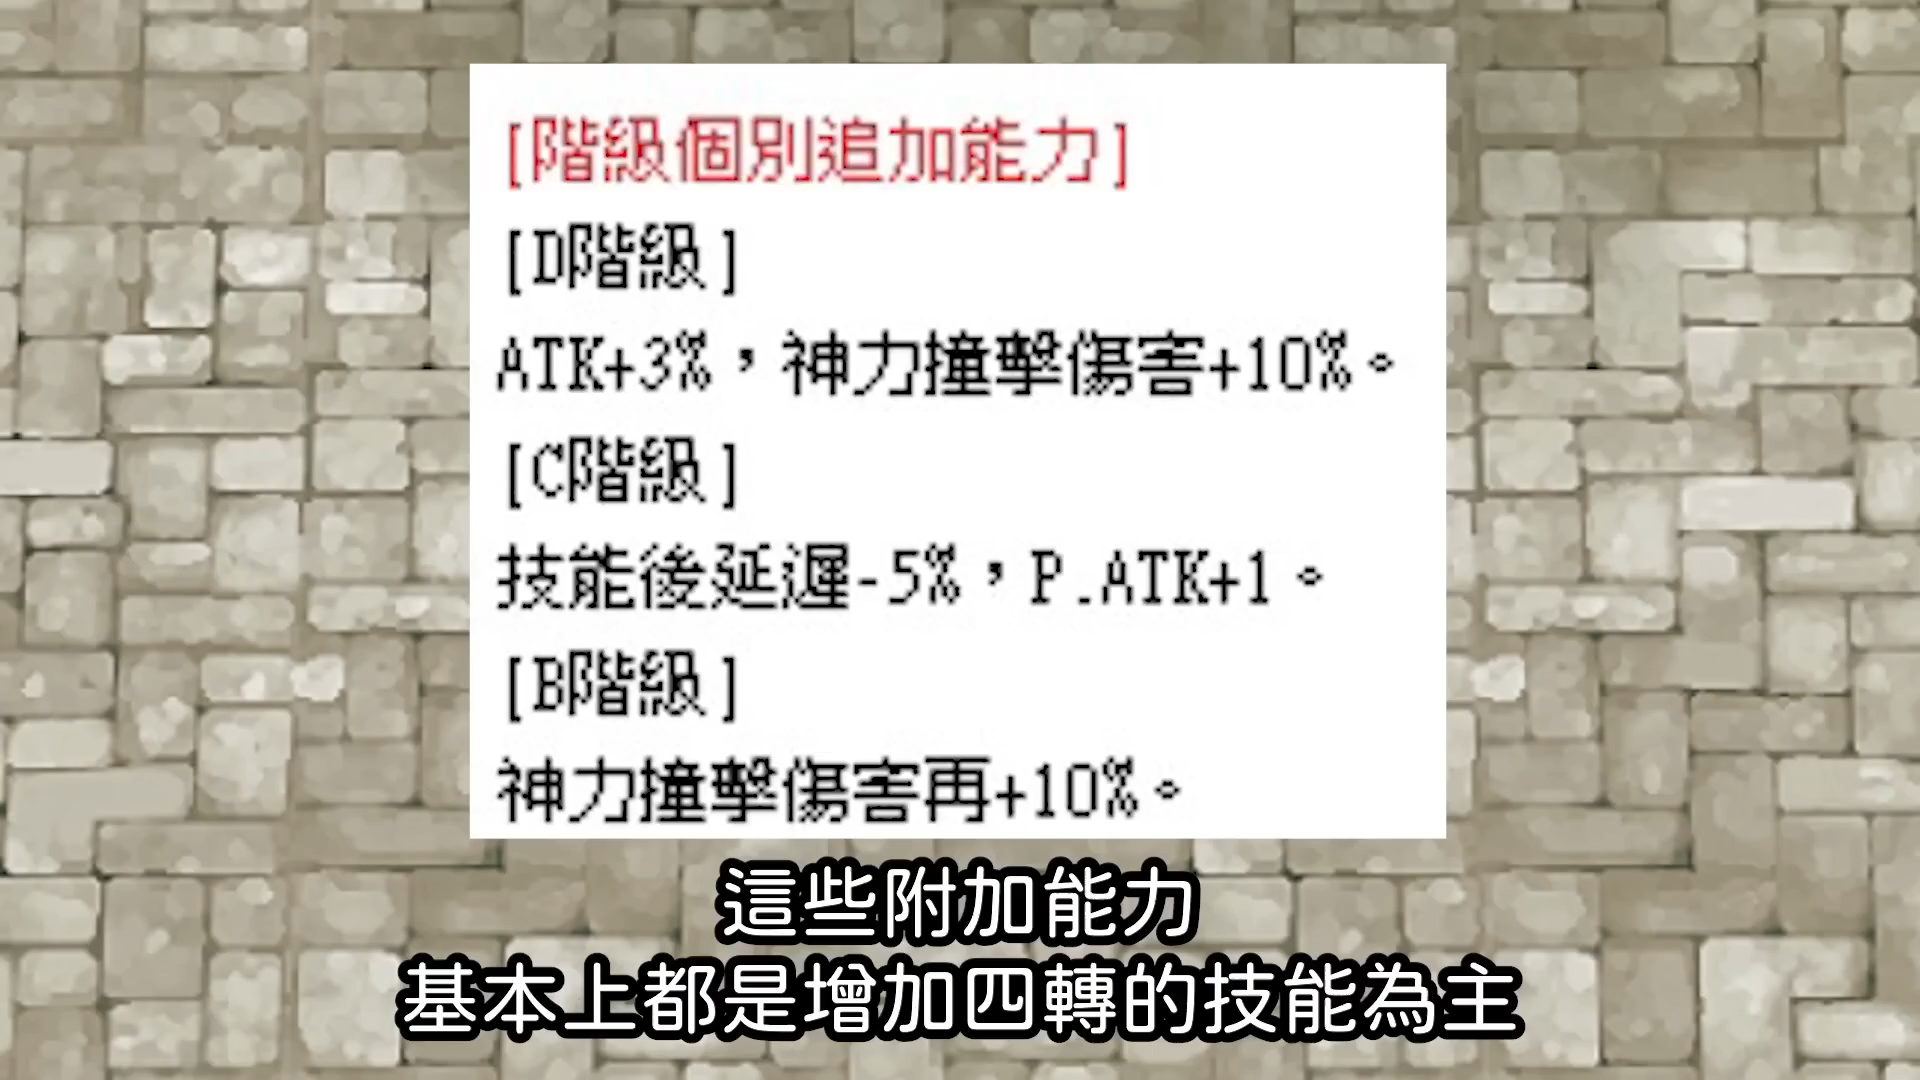 [階級個別追加能力]
[D階級]
ATK+3%，神力撞擊傷害+10%。
[C階級]
技能後延遲-5%，P.ATK+1。
[B階級]
神力撞擊傷害再+10%。
這些附加能力
基本上都是增加四轉的技能為主